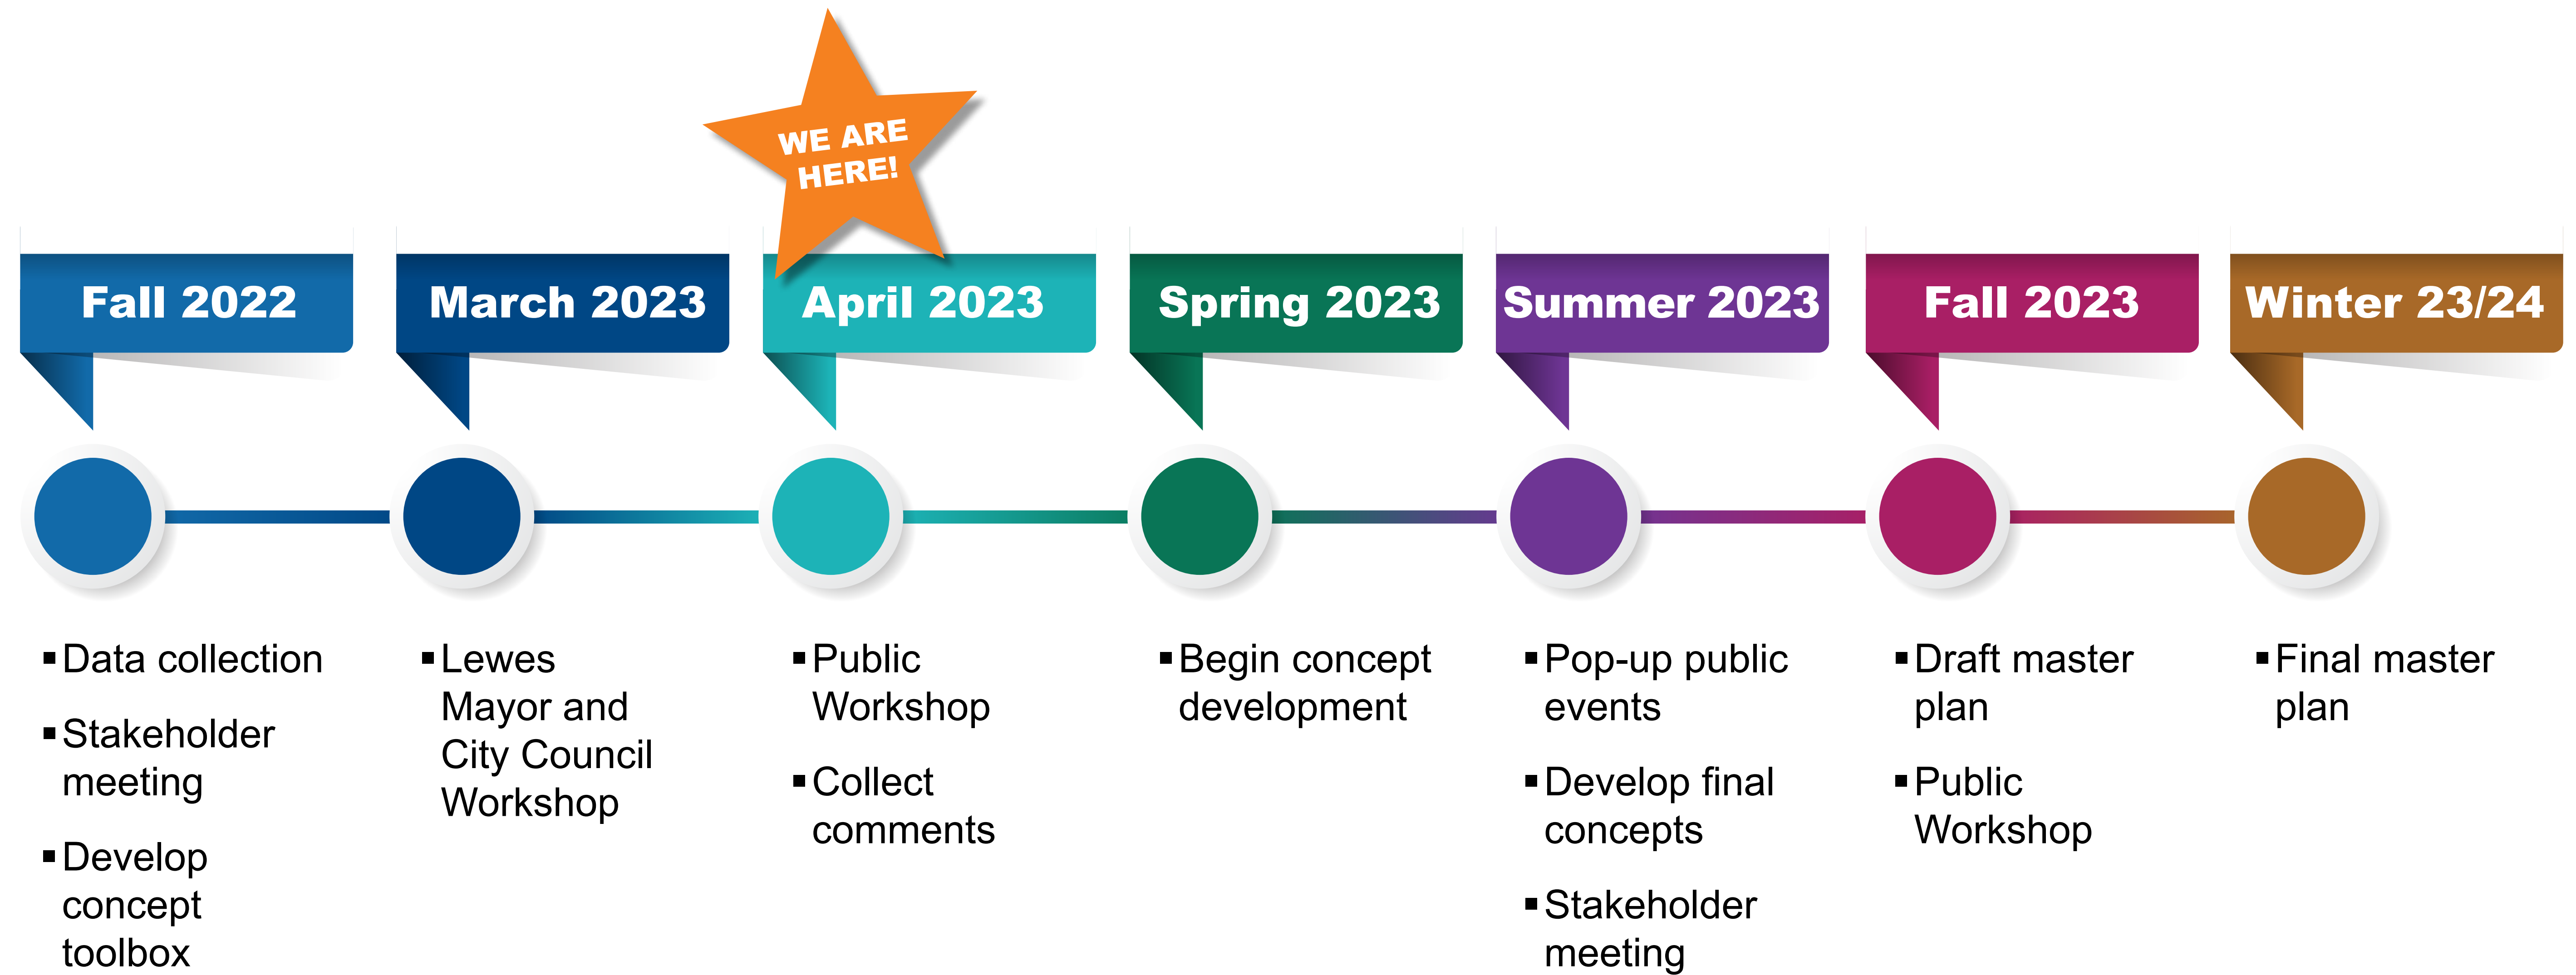 WE ARE
HERE!
Fall 2022
March 2023
April 2023
Spring 2023
Summer 2023
Fall 2023
Winter 23/24
▪Data collection
▪Stakeholder
meeting
▪Develop
concept
toolbox
▪Lewes
Mayor and
City Council
Workshop
▪Public
Workshop
▪Collect
comments
▪Begin concept
development
▪Pop-up public
events
▪Develop final
concepts
▪Stakeholder
meeting
▪Draft master
plan
▪Public
Workshop
▪Final master
plan